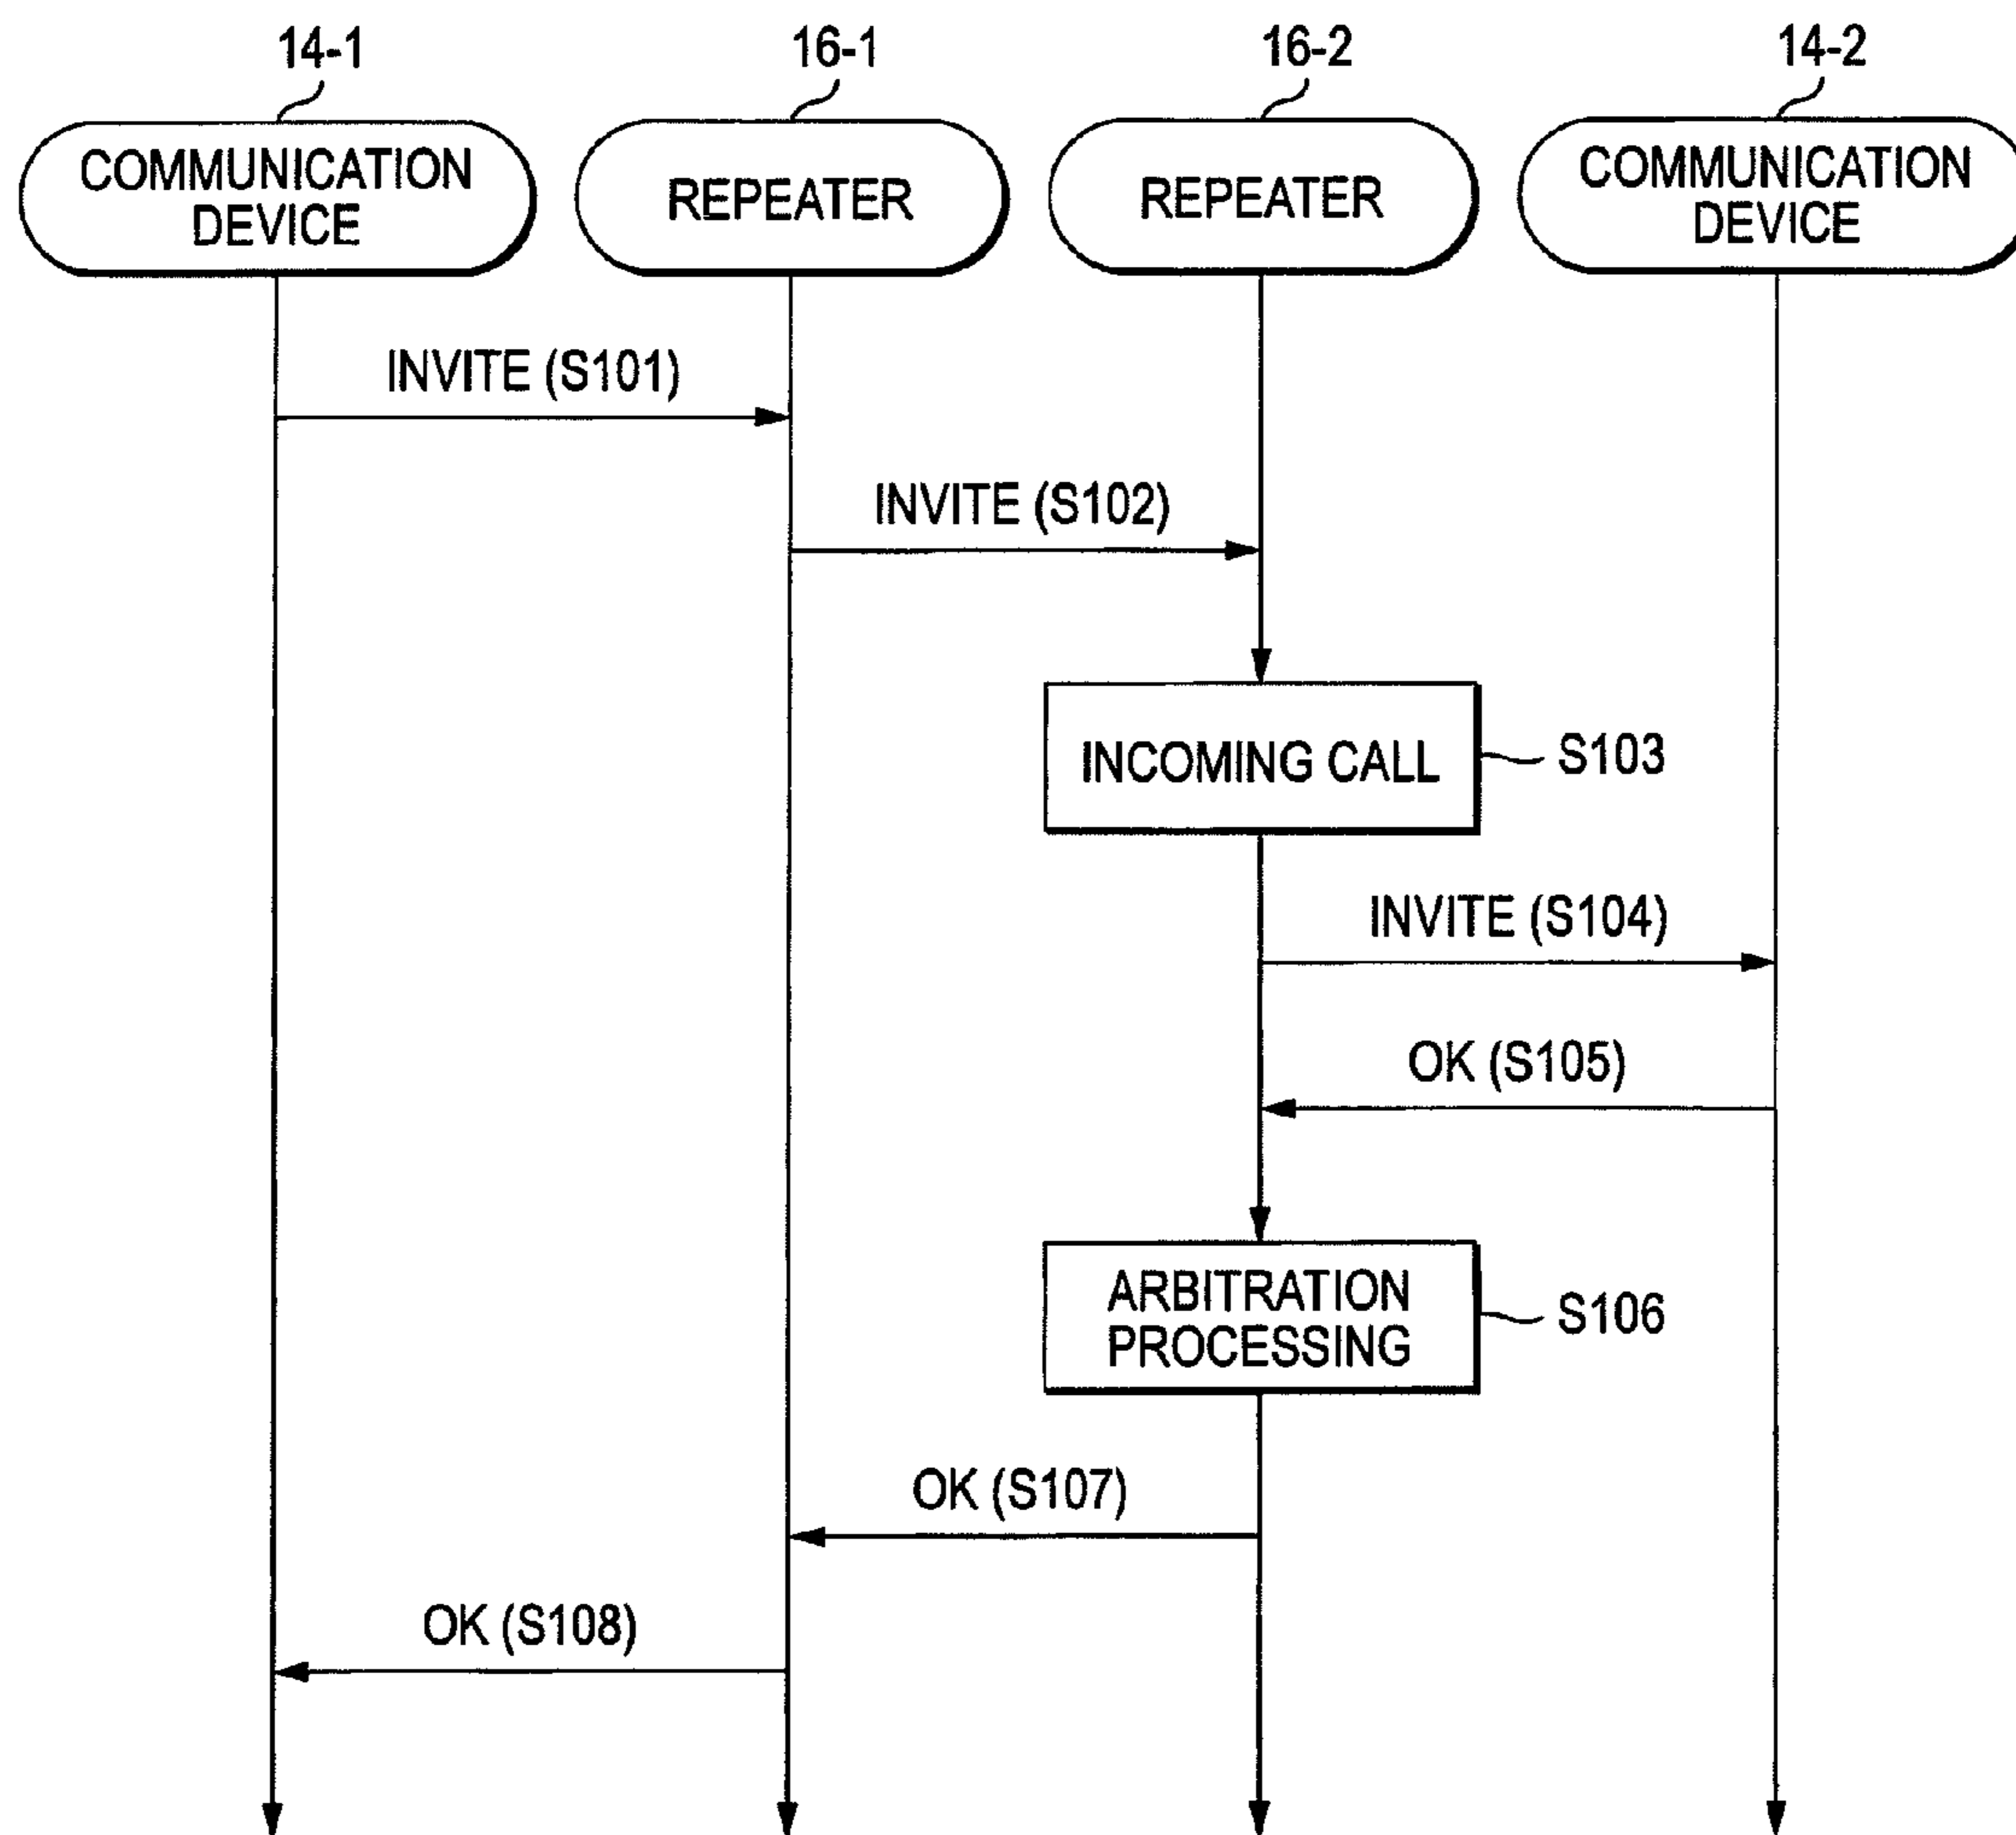 14-1
16-1
16-2
14-2
COMMUNICATION
DEVICE
REPEATER
REPEATER
COMMUNICATION
DEVICE
INVITE (S101)
INVITE (S102)
INCOMING CALL
S103
INVITE (S104)
OK (S105)
ARBITRATION
PROCESSING
S106
OK (S107)
OK (S108)